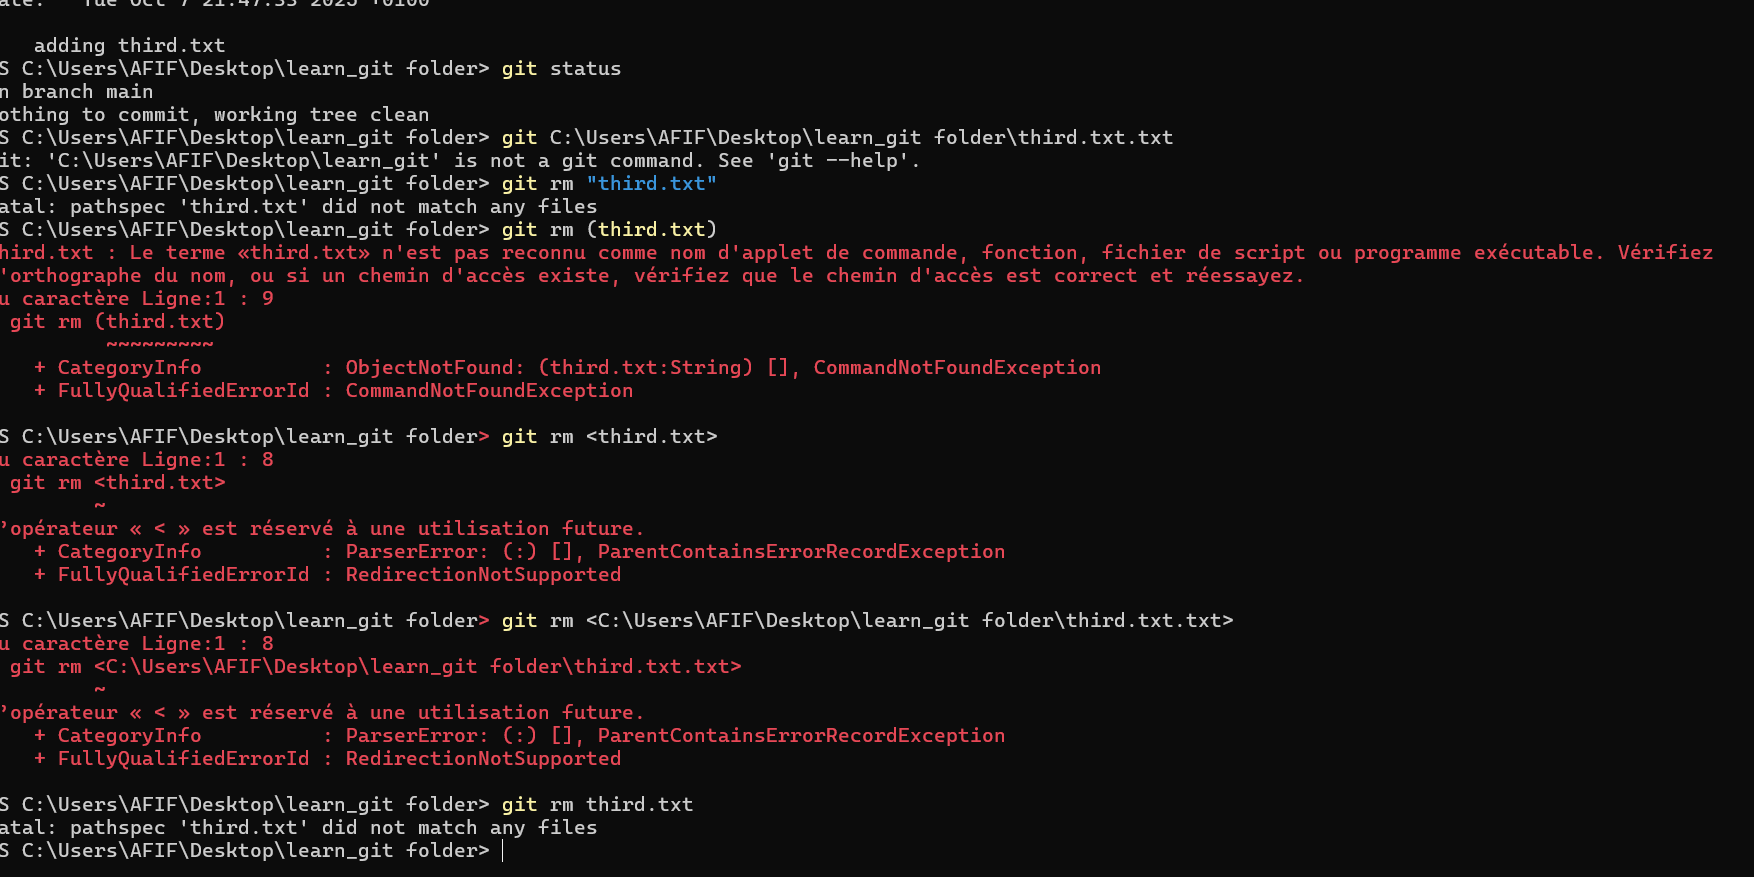 ate:   Tue Oct 7 21:47:33 2025 +0100
    adding third.txt
S C:\Users\AFIF\Desktop\learn_git folder> git status
n branch main
othing to commit, working tree clean
S C:\Users\AFIF\Desktop\learn_git folder> git C:\Users\AFIF\Desktop\learn_git folder\third.txt.txt
it: 'C:\Users\AFIF\Desktop\learn_git' is not a git command. See 'git --help'.
S C:\Users\AFIF\Desktop\learn_git folder> git rm "third.txt"
atal: pathspec 'third.txt' did not match any files
S C:\Users\AFIF\Desktop\learn_git folder> git rm (third.txt)
hird.txt : Le terme «third.txt» n'est pas reconnu comme nom d'applet de commande, fonction, fichier de script ou programme exécutable. Vérifiez
'orthographe du nom, ou si un chemin d'accès existe, vérifiez que le chemin d'accès est correct et réessayez.
u caractère Ligne:1 : 9
 git rm (third.txt)
         ~~~~~~~~~
    + CategoryInfo          : ObjectNotFound: (third.txt:String) [], CommandNotFoundException
    + FullyQualifiedErrorId : CommandNotFoundException
S C:\Users\AFIF\Desktop\learn_git folder> git rm <third.txt>
u caractère Ligne:1 : 8
 git rm <third.txt>
        ~
’opérateur « < » est réservé à une utilisation future.
    + CategoryInfo          : ParserError: (:) [], ParentContainsErrorRecordException
    + FullyQualifiedErrorId : RedirectionNotSupported
S C:\Users\AFIF\Desktop\learn_git folder> git rm <C:\Users\AFIF\Desktop\learn_git folder\third.txt.txt>
u caractère Ligne:1 : 8
 git rm <C:\Users\AFIF\Desktop\learn_git folder\third.txt.txt>
        ~
’opérateur « < » est réservé à une utilisation future.
    + CategoryInfo          : ParserError: (:) [], ParentContainsErrorRecordException
    + FullyQualifiedErrorId : RedirectionNotSupported
S C:\Users\AFIF\Desktop\learn_git folder> git rm third.txt
atal: pathspec 'third.txt' did not match any files
S C:\Users\AFIF\Desktop\learn_git folder>